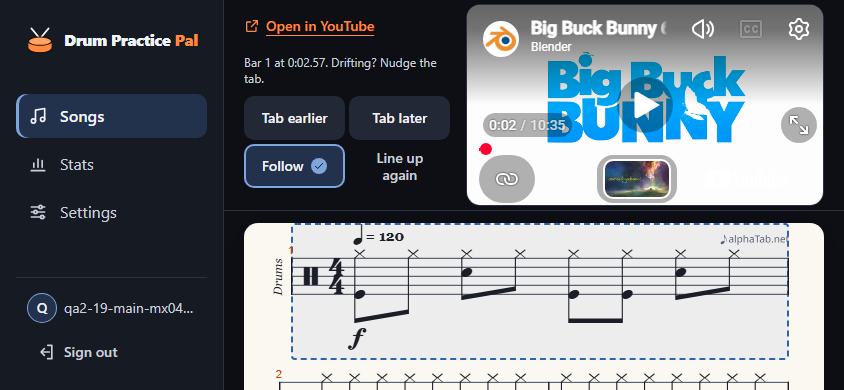 Drum Practice Pal
Songs
Stats
Settings
Q
qa2-19-main-mx04...
Sign out
Open in YouTube
Bar 1 at 0:02.57. Drifting? Nudge the
tab.
Tab earlier
Tab later
Follow
Line up
again
Big Buck Bunny
Blender
CC
Big Buck
BUNNY
0:02 / 10:35
= 120
♪alphaTab.net
1
Drums
4
4
f
2